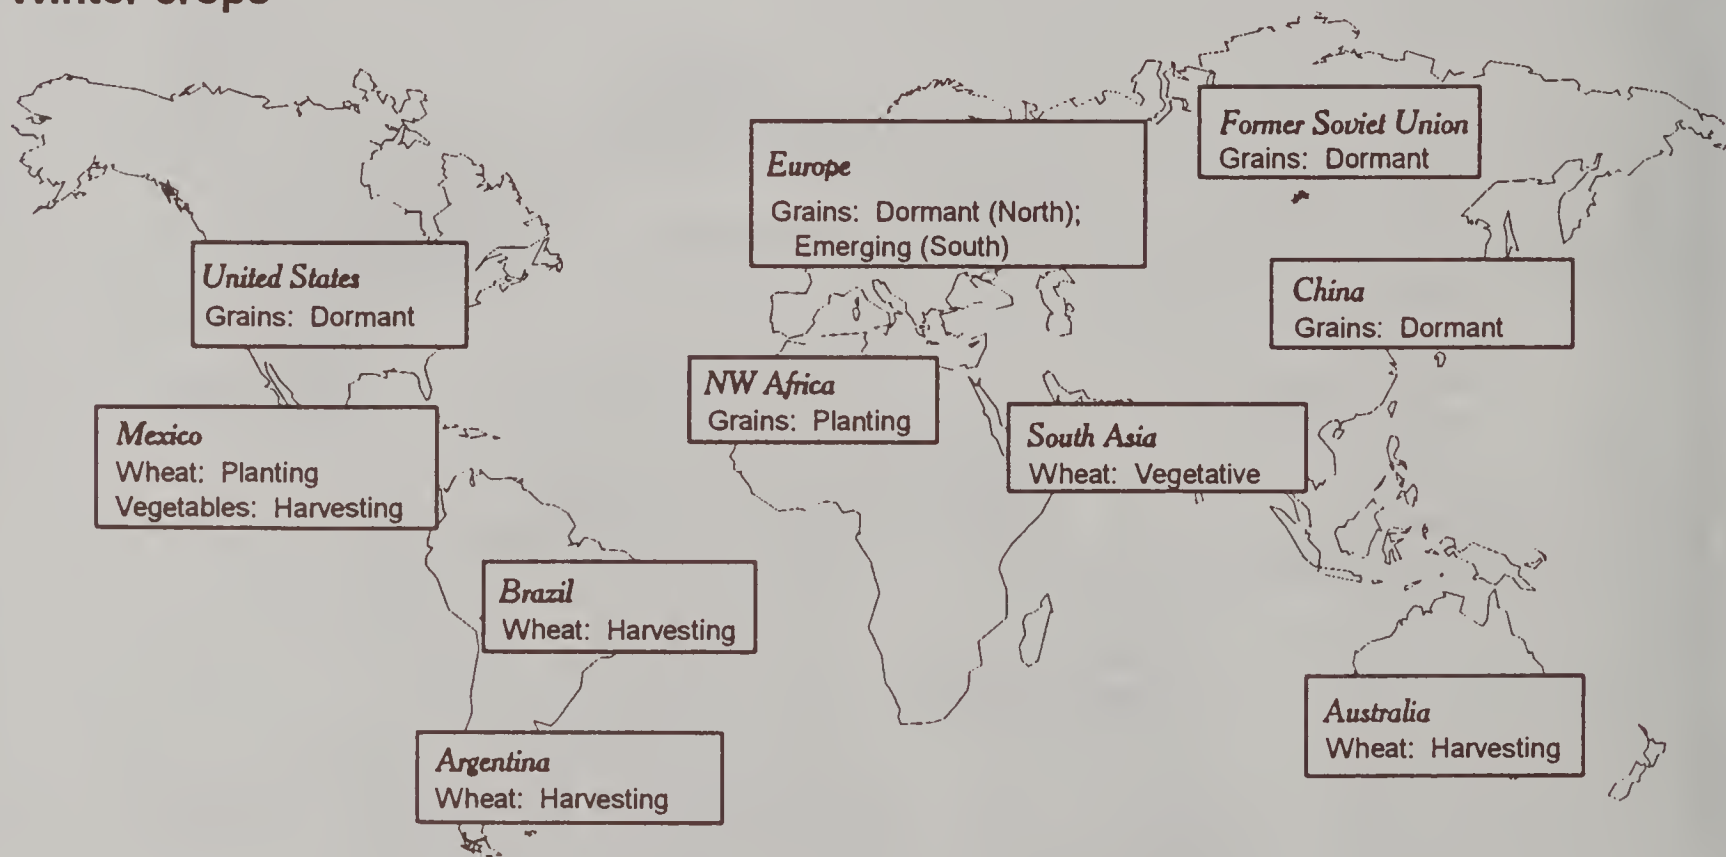 Winter crops
Former Soviet Union
Grains: Dormant
Europe
Grains: Dormant (North);
Emerging (South)
United States
Grains: Dormant
China
Grains: Dormant
NW Africa
Grains: Planting
Mexico
Wheat: Planting
Vegetables: Harvesting
South Asia
Wheat: Vegetative
Brazil
Wheat: Harvesting
Australia
Wheat: Harvesting
Argentina
Wheat: Harvesting